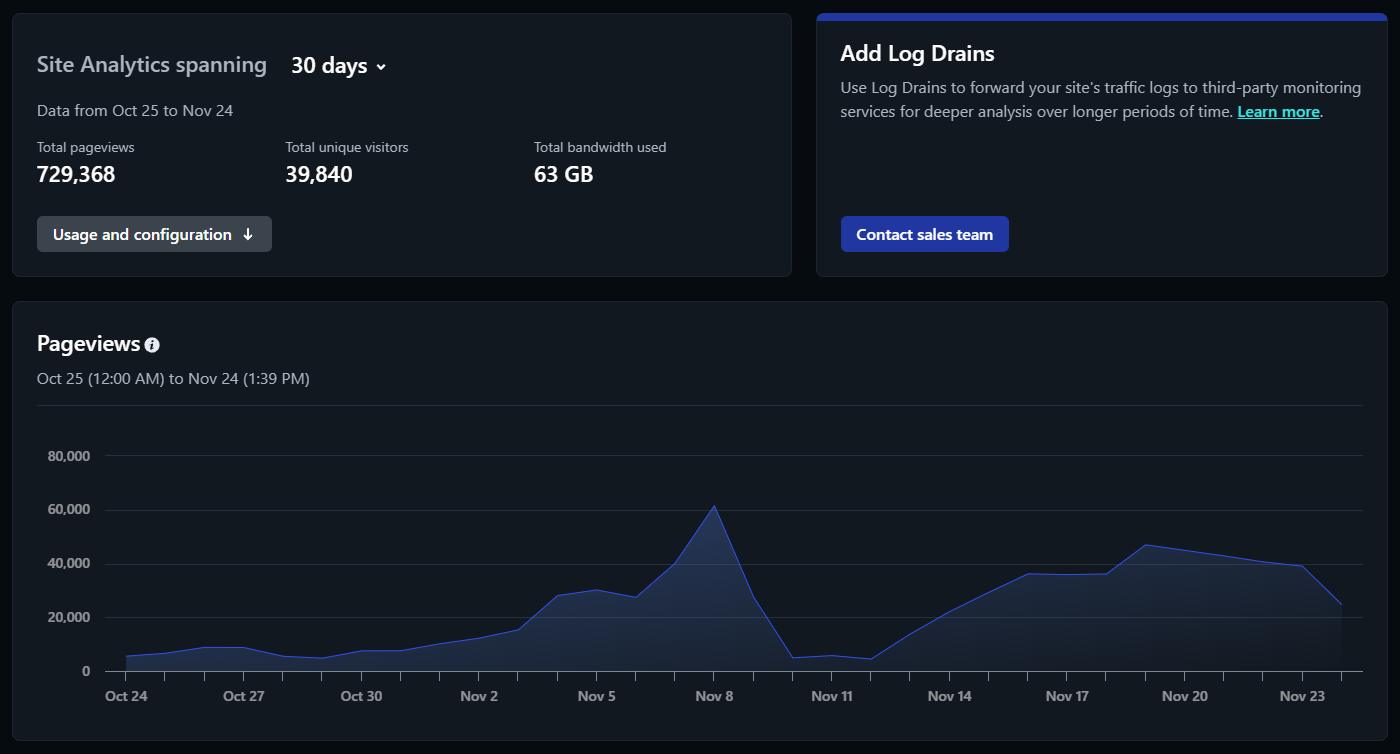 Site Analytics spanning 30 days
Data from Oct 25 to Nov 24
Total pageviews
729,368
Total unique visitors
39,840
Total bandwidth used
63 GB
Usage and configuration ↓
Add Log Drains
Use Log Drains to forward your site's traffic logs to third-party monitoring
services for deeper analysis over longer periods of time. Learn more.
Contact sales team
Pageviews
Oct 25 (12:00 AM) to Nov 24 (1:39 PM)
80,000
60,000
40,000
20,000
0
Oct 24 Oct 27 Oct 30 Nov 2 Nov 5 Nov 8 Nov 11 Nov 14 Nov 17 Nov 20 Nov 23